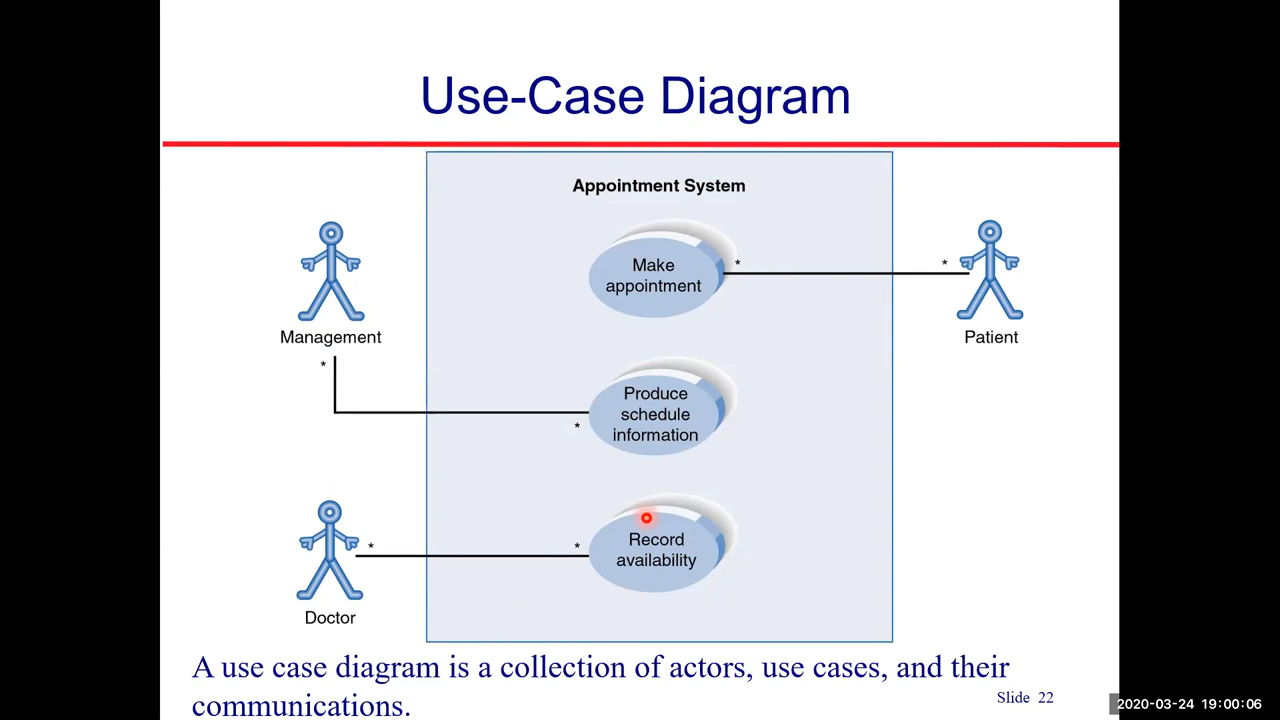 Use-Case Diagram
Appointment System
Make
appointment
*
*
Management
Patient
*
Produce
schedule
information
*
Record
availability
*
*
Doctor
A use case diagram is a collection of actors, use cases, and their
communications.
Slide 22
2020-03-24 19:00:06